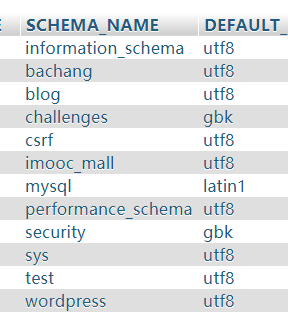 SCHEMA_NAME DEFAULT_
information_schema utf8
bachang utf8
blog utf8
challenges gbk
csrf utf8
imooc_mall utf8
mysql latin1
performance_schema utf8
security gbk
sys utf8
test utf8
wordpress utf8